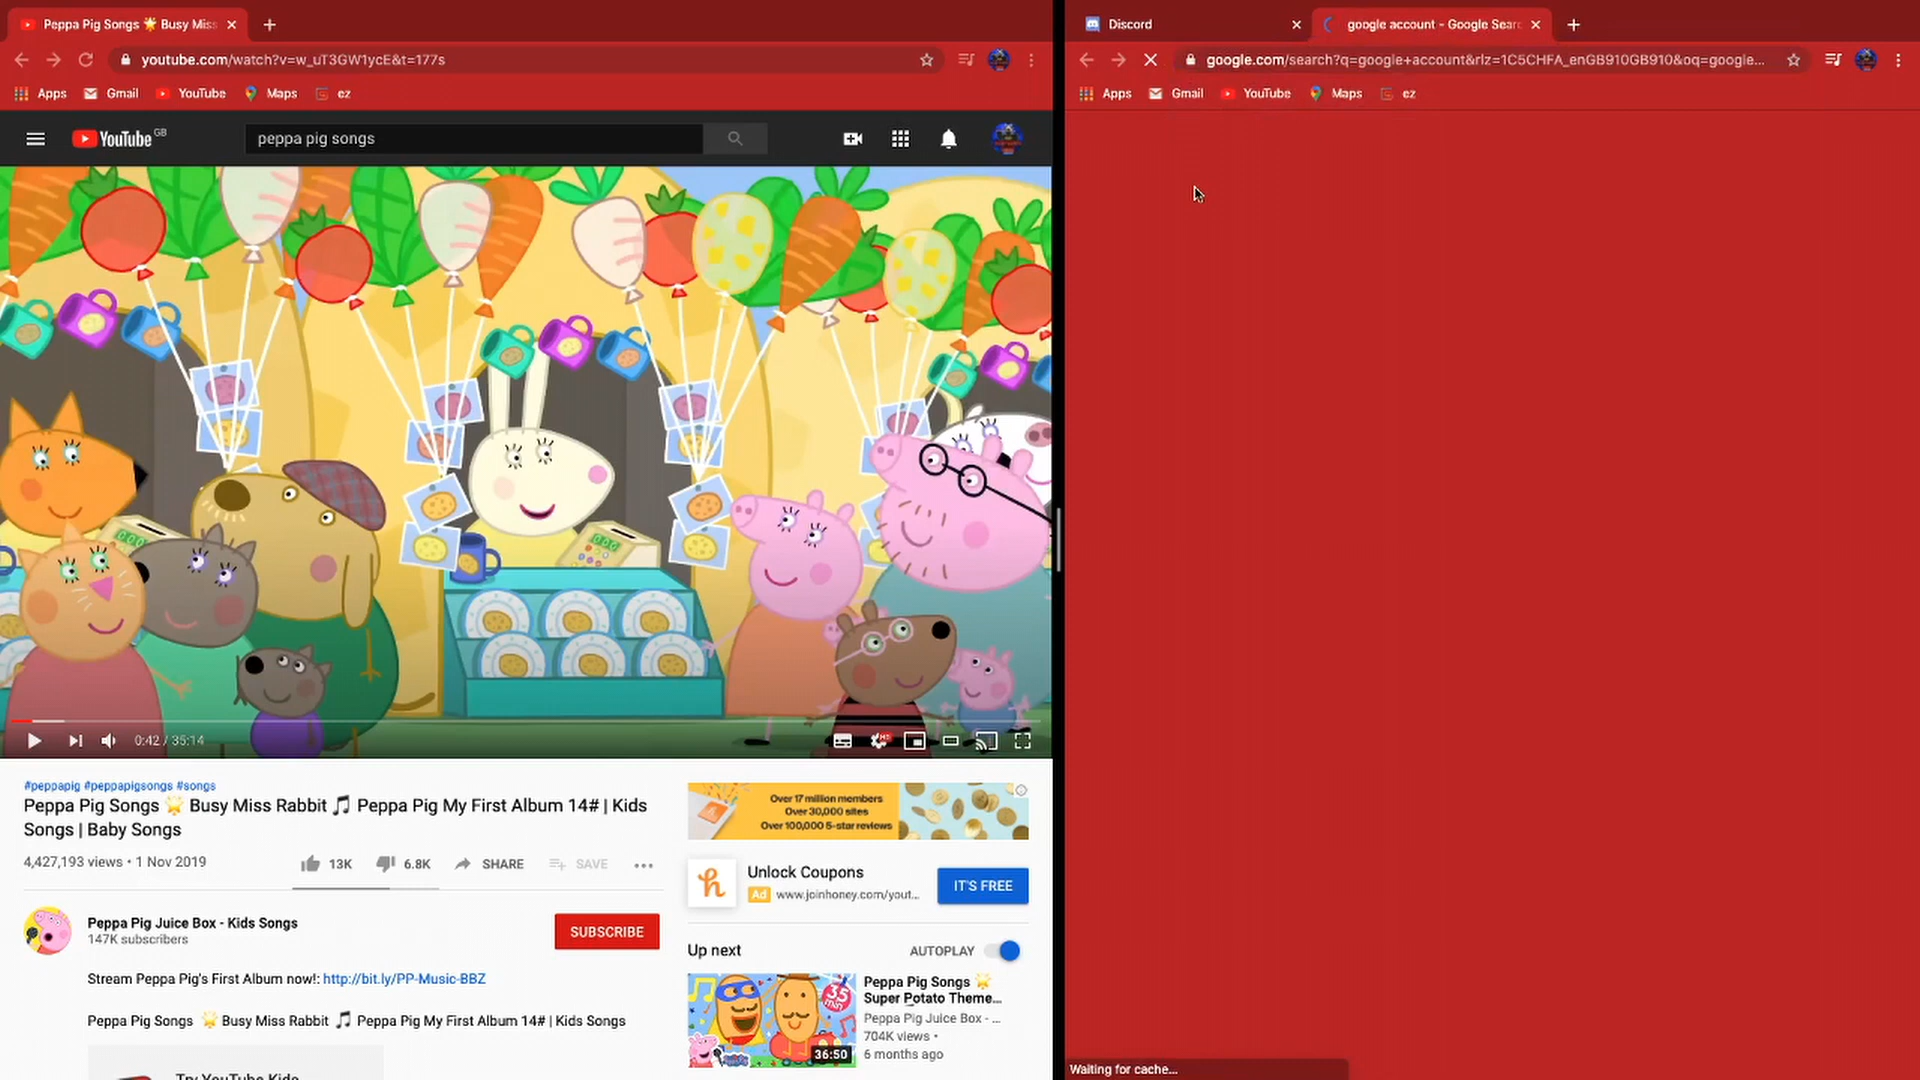 Peppa Pig Songs 🌟 Busy Miss
youtube.com/watch?v=w_uT3GW1ycE&t=177s
Apps
Gmail
YouTube
Maps
ez
YouTube GB
peppa pig songs
0:42 / 35:14
#peppapig #peppapigsongs #songs
Peppa Pig Songs 🌟 Busy Miss Rabbit 🎵 Peppa Pig My First Album 14# | Kids
Songs | Baby Songs
4,427,193 views • 1 Nov 2019
13K
6.8K
SHARE
SAVE
Peppa Pig Juice Box - Kids Songs
147K subscribers
SUBSCRIBE
Stream Peppa Pig's First Album now!: http://bit.ly/PP-Music-BBZ
Peppa Pig Songs 🌟 Busy Miss Rabbit 🎵 Peppa Pig My First Album 14# | Kids Songs
Try YouTube Kids
Over 17 million members
Over 30,000 sites
Over 100,000 5-star reviews
Unlock Coupons
Ad www.joinhoney.com/yout...
IT'S FREE
Up next
AUTOPLAY
35 min
36:50
Peppa Pig Songs 🌟
Super Potato Theme...
Peppa Pig Juice Box - ...
704K views •
6 months ago
Discord
google account - Google Sear
google.com/search?q=google+account&rlz=1C5CHFA_enGB910GB910&oq=google...
Apps
Gmail
YouTube
Maps
ez
Waiting for cache...